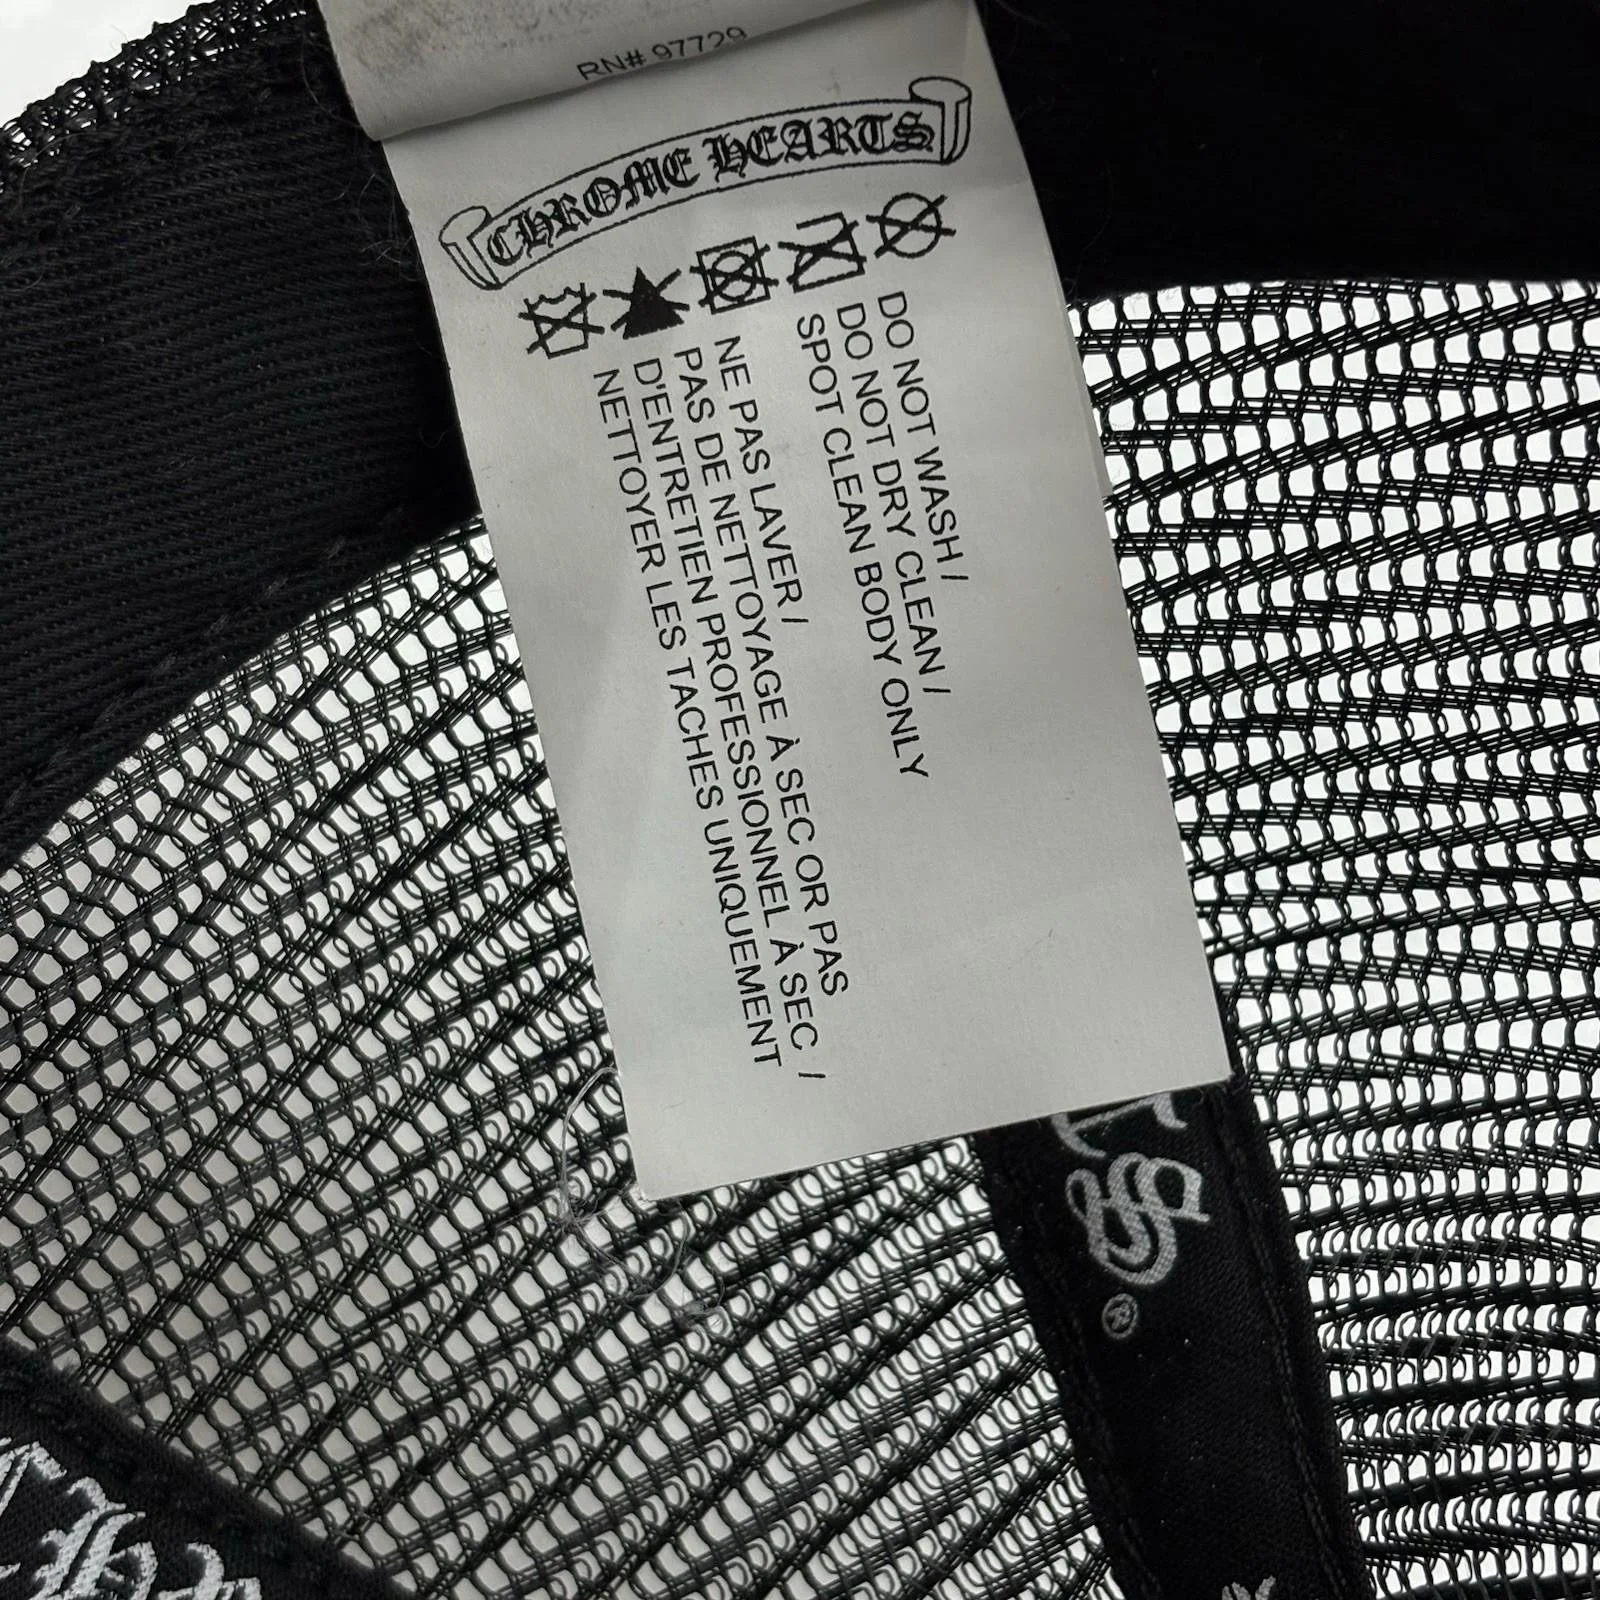 RN# 97729
CHROME HEARTS
DO NOT WASH /
DO NOT DRY CLEAN /
SPOT CLEAN BODY ONLY
NE PAS LAVER /
PAS DE NETTOYAGE À SEC OR PAS
D'ENTRETIEN PROFESSIONNEL À SEC /
NETTOYER LES TACHES UNIQUEMENT
®